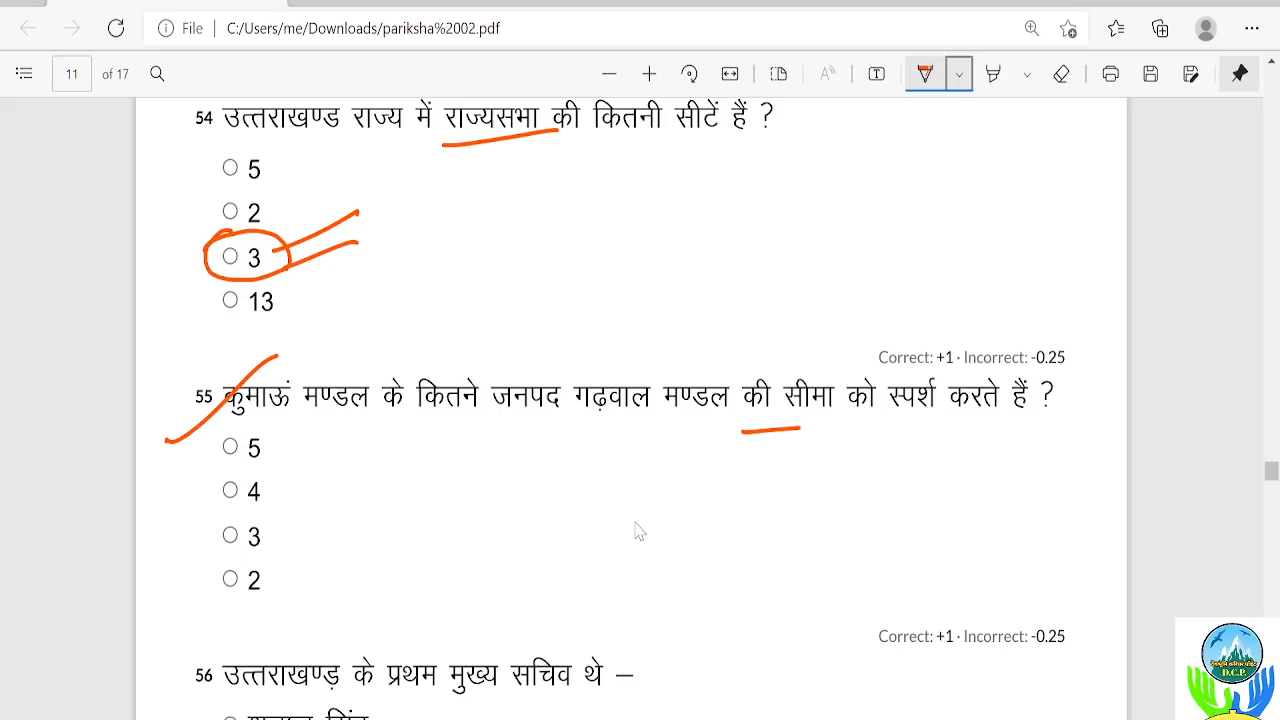 File C:/Users/me/Downloads/pariksha%2002.pdf
11 of 17
54 उत्तराखण्ड राज्य में राज्यसभा की कितनी सीटें हैं ?
5
2
3
13
Correct: +1 · Incorrect: -0.25
55 कुमाऊं मण्डल के कितने जनपद गढ़वाल मण्डल की सीमा को स्पर्श करते हैं ?
5
4
3
2
Correct: +1 · Incorrect: -0.25
56 उत्तराखण्ड़ के प्रथम मुख्य सचिव थे –
D.C.P.